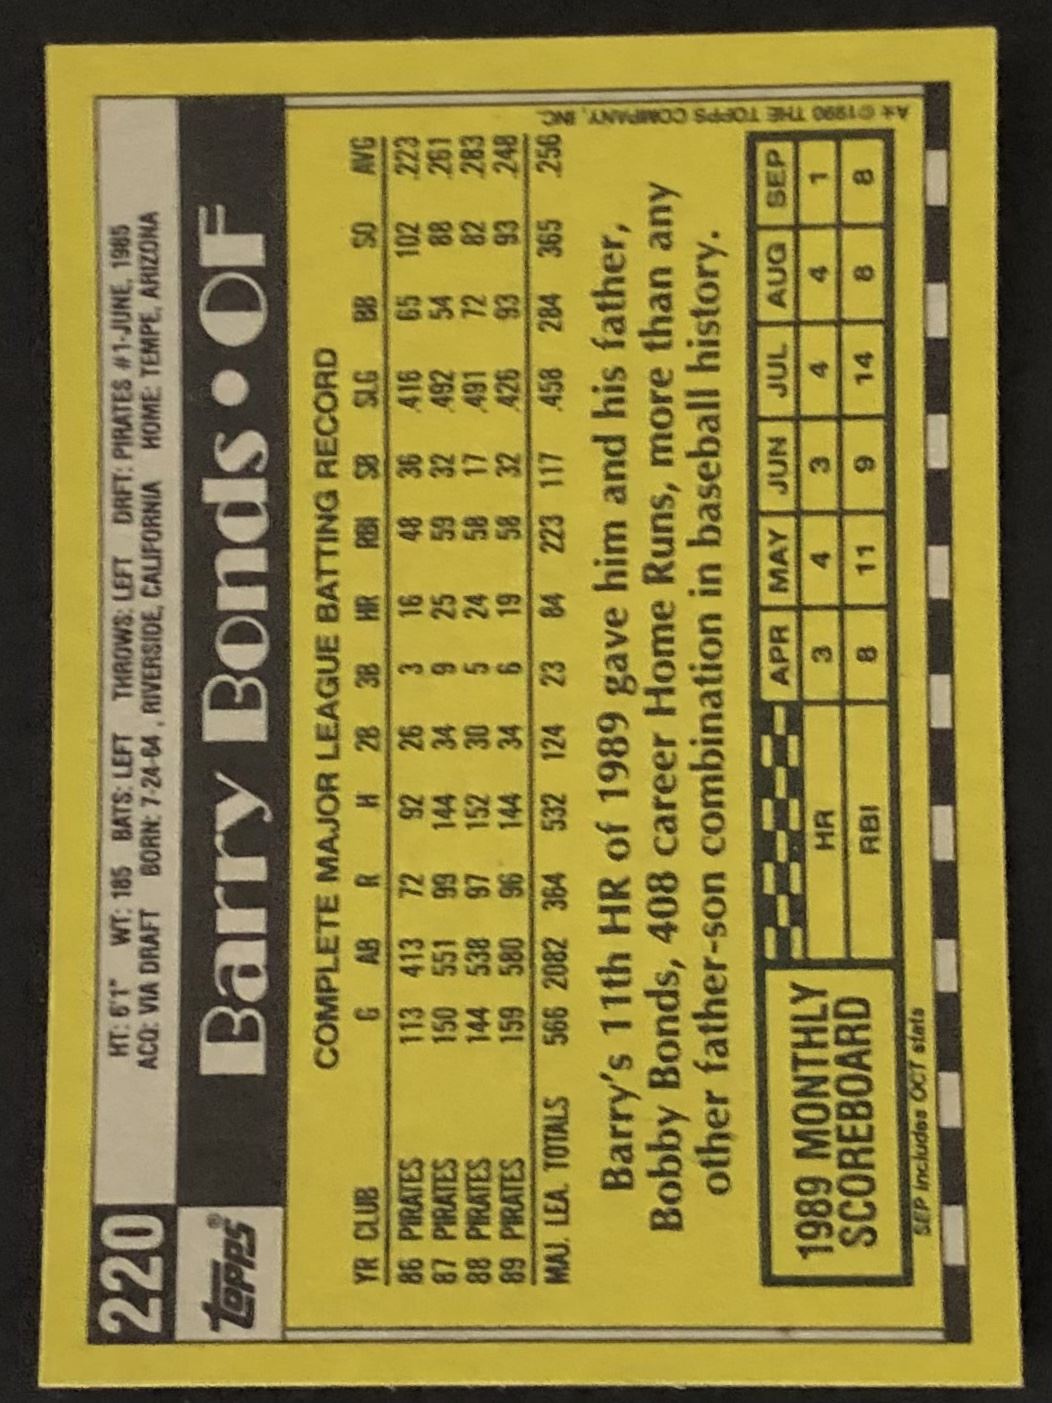 220 HT: 6'1" WT: 185 BATS: LEFT THROWS: LEFT DRFT: PIRATES #1-JUNE, 1985
ACQ: VIA DRAFT BORN: 7-24-64, RIVERSIDE, CALIFORNIA HOME: TEMPE, ARIZONA
TOPPS® Barry Bonds • OF
COMPLETE MAJOR LEAGUE BATTING RECORD
YR CLUB G AB R H 2B 3B HR RBI SB SLG BB SO AVG
86 PIRATES 113 413 72 92 26 3 16 48 36 .416 65 102 .223
87 PIRATES 150 551 99 144 34 9 25 59 32 .492 54 88 .261
88 PIRATES 144 538 97 152 30 5 24 58 17 .491 72 82 .283
89 PIRATES 159 580 96 144 34 6 19 58 32 .426 93 93 .248
MAJ. LEA. TOTALS 566 2082 364 532 124 23 84 223 117 .458 284 365 .256
Barry's 11th HR of 1989 gave him and his father,
Bobby Bonds, 408 career Home Runs, more than any
other father-son combination in baseball history.
1989 MONTHLY
SCOREBOARD
APR MAY JUN JUL AUG SEP
HR 3 4 3 4 4 1
RBI 8 11 9 14 8 8
SEP includes OCT stats
A* © 1990 THE TOPPS COMPANY, INC.